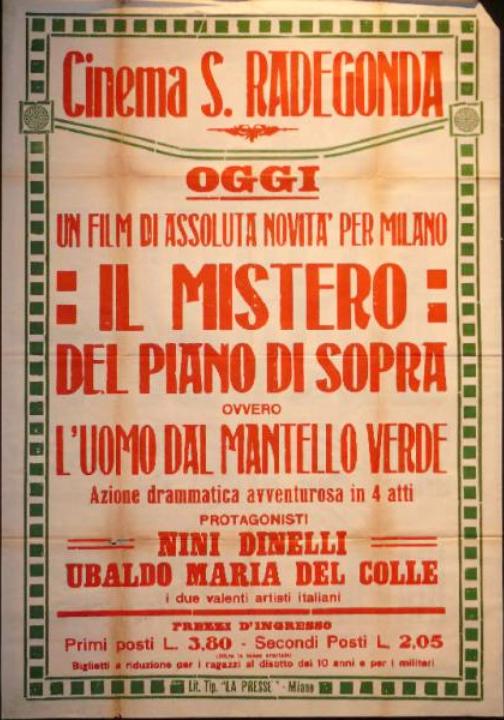 Cinema S. RADEGONDA
OGGI
UN FILM DI ASSOLUTA NOVITA' PER MILANO
IL MISTERO
DEL PIANO DI SOPRA
OVVERO
L'UOMO DAL MANTELLO VERDE
Azione drammatica avventurosa in 4 atti
PROTAGONISTI
NINI DINELLI
UBALDO MARIA DEL COLLE
i due valenti artisti italiani
PREZZI D'INGRESSO
Primi posti L. 3,80 - Secondi Posti L. 2,05
Biglietti a riduzione per i ragazzi al disotto dei 10 anni e per i militari
Lit. Tip. "LA PRESSE" - Milano